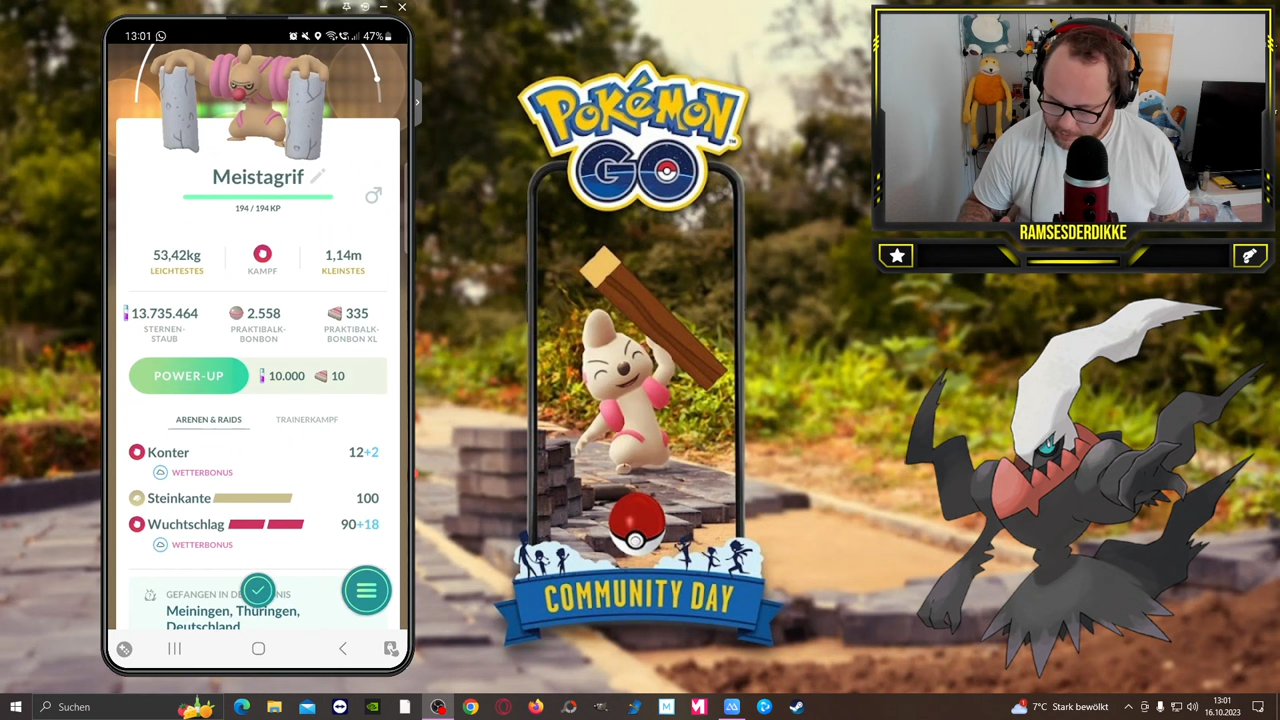 13:01
47%
Meistagrif
194 / 194 KP
53,42kg
LEICHTESTES
KAMPF
1,14m
KLEINSTES
13.735.464
STERNEN-
STAUB
2.558
PRAKTIBALK-
BONBON
335
PRAKTIBALK-
BONBON XL
POWER-UP
10.000
10
ARENEN & RAIDS
TRAINERKAMPF
Konter
12+2
WETTERBONUS
Steinkante
100
Wuchtschlag
90+18
WETTERBONUS
GEFANGEN IN DE NIS
Meiningen, Thüringen,
Deutschland
POKÉMON
GO
COMMUNITY DAY
RAMSESDERDIKKE
Suchen
7°C Stark bewölkt
13:01
16.10.2023